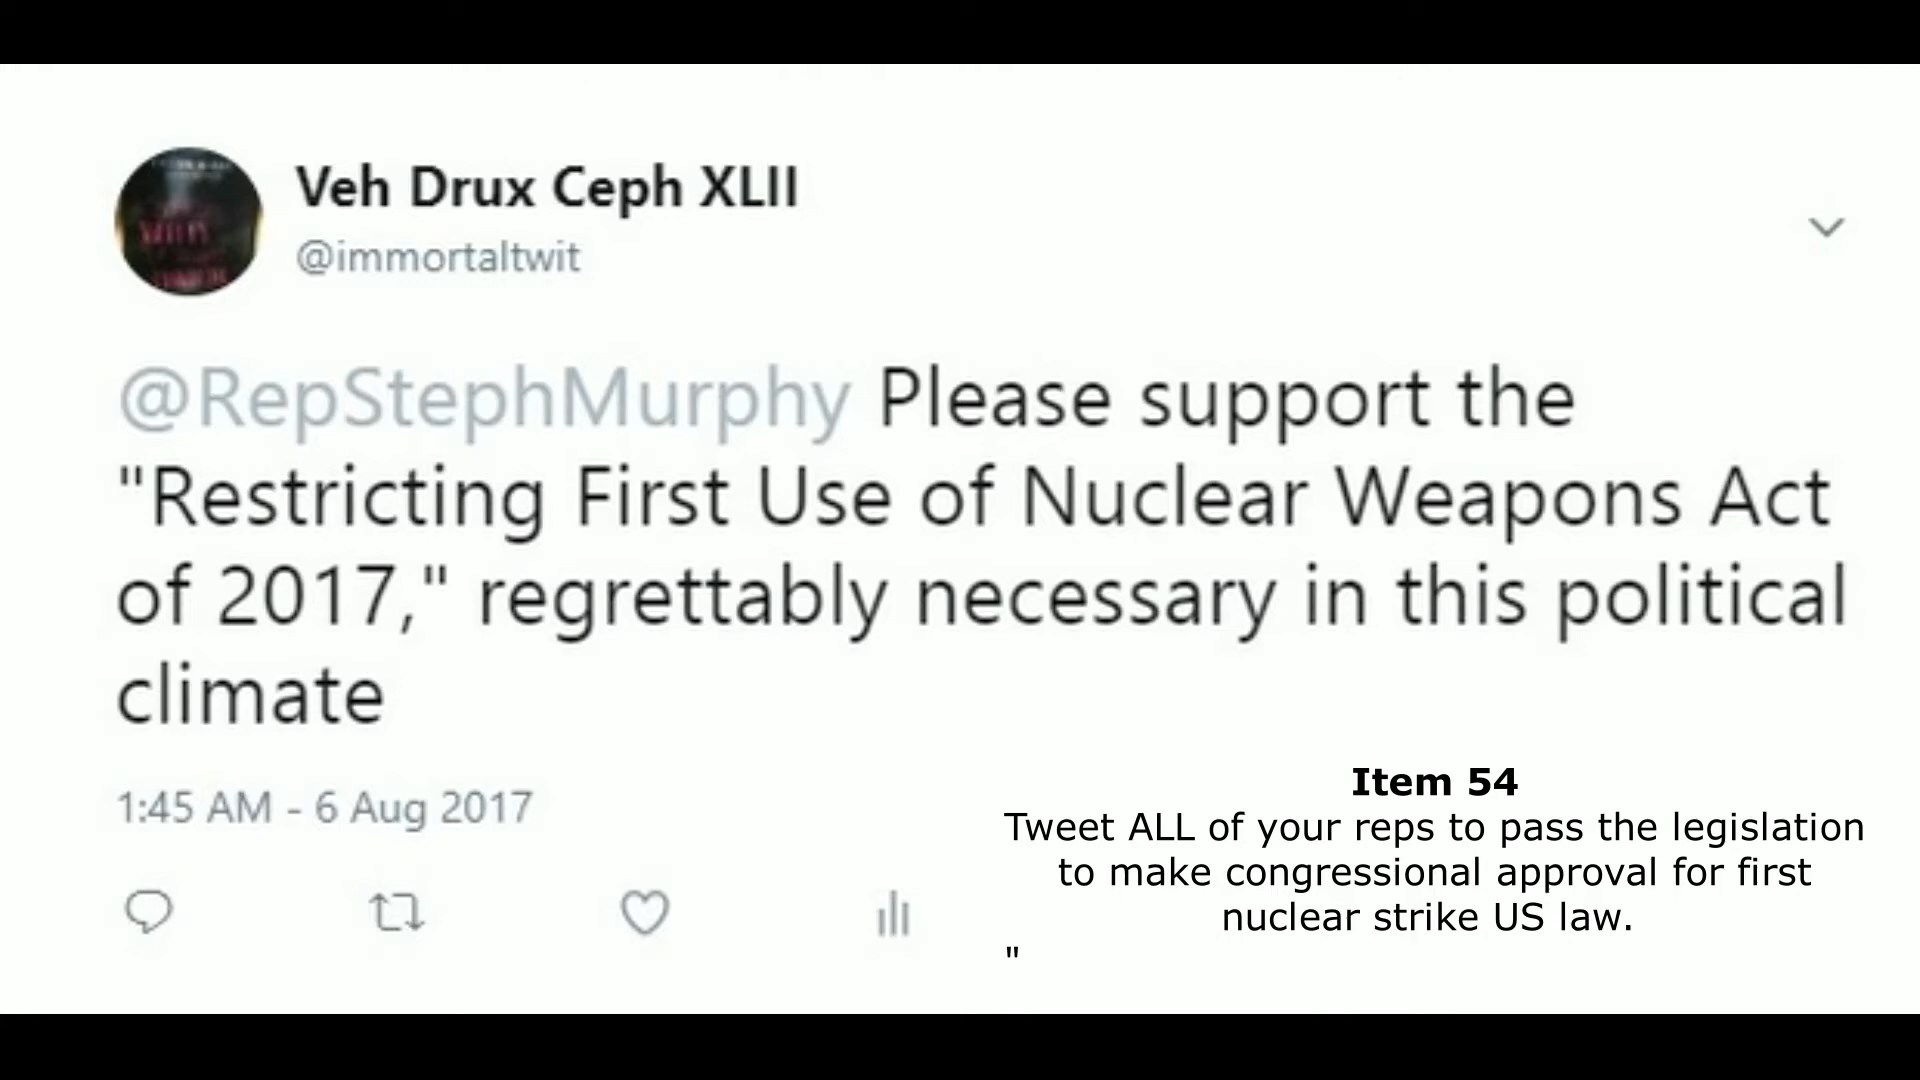 Veh Drux Ceph XLII
@immortaltwit
@RepStephMurphy Please support the
"Restricting First Use of Nuclear Weapons Act
of 2017," regrettably necessary in this political
climate
1:45 AM - 6 Aug 2017
Item 54
Tweet ALL of your reps to pass the legislation
to make congressional approval for first
nuclear strike US law.
"